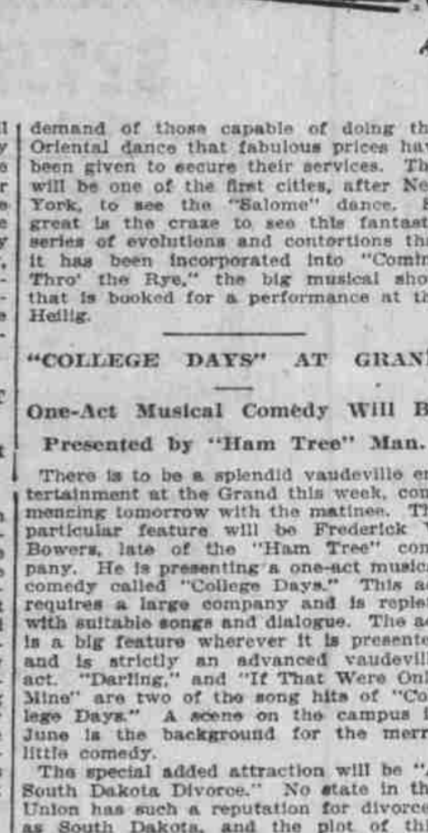 demand of those capable of doing th
Oriental dance that fabulous prices hav
been given to secure their services. Th
will be one of the first cities, after Ne
York, to see the "Salome" dance. S
great is the craze to see this fantast
series of evolutions and contortions tha
it has been incorporated into "Comin
Thro' the Rye," the big musical show
that is booked for a performance at th
Heilig.
"COLLEGE DAYS" AT GRAN
One-Act Musical Comedy Will B
Presented by "Ham Tree" Man.
There is to be a splendid vaudeville en
tertainment at the Grand this week, com
mencing tomorrow with the matinee. Th
particular feature will be Frederick V
Bowers, late of the "Ham Tree" com
pany. He is presenting a one-act music
comedy called "College Days." This a
requires a large company and is replet
with suitable songs and dialogue. The a
is a big feature wherever it is presente
and is strictly an advanced vaudevill
act. "Darling," and "If That Were Onl
Mine" are two of the song hits of "Co
lege Days." A scene on the campus i
June is the background for the merr
little comedy.
The special added attraction will be "A
South Dakota Divorce." No state in th
Union has such a reputation for divorce
as South Dakota, and the plot of thi